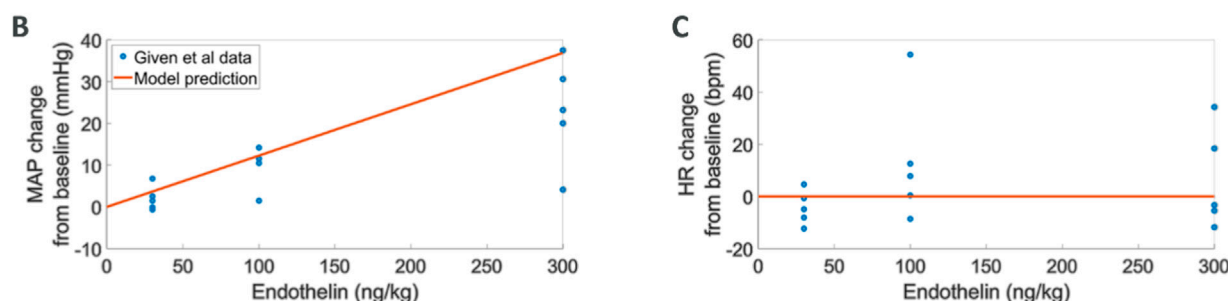 B
MAP change
from baseline (mmHg)
40
30
20
10
0
-10
Given et al data
Model prediction
0
50
100
150
200
250
300
Endothelin (ng/kg)
C
HR change
from baseline (bpm)
60
40
20
0
-20
0
50
100
150
200
250
300
Endothelin (ng/kg)